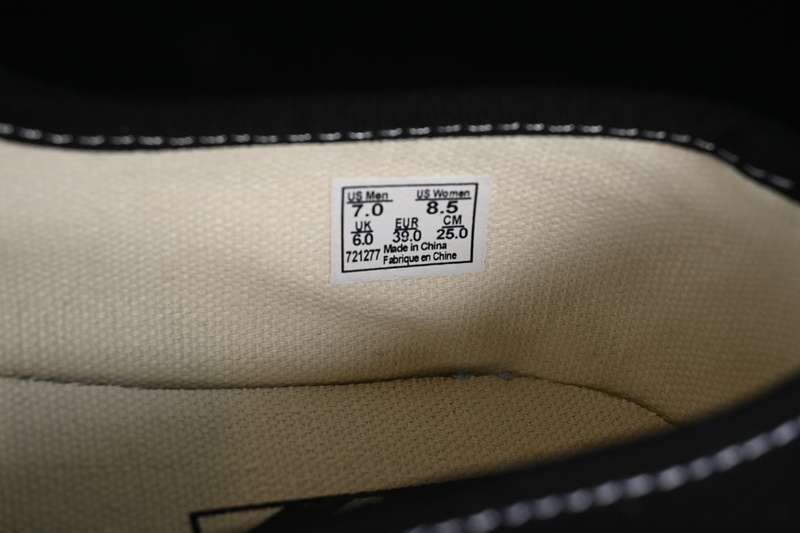 US Men US Women
7.0 8.5
UK EUR CM
6.0 39.0 25.0
721277 Made in China
Fabrique en Chine